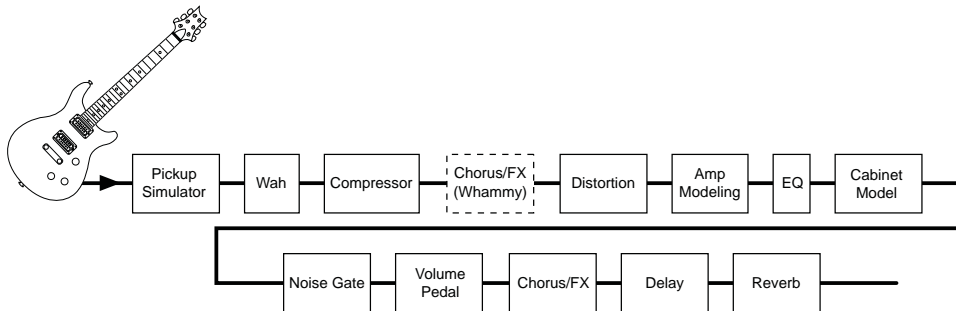 Pickup
Simulator
Wah
Compressor
Chorus/FX
(Whammy)
Distortion
Amp
Modeling
EQ
Cabinet
Model
Noise Gate
Volume
Pedal
Chorus/FX
Delay
Reverb